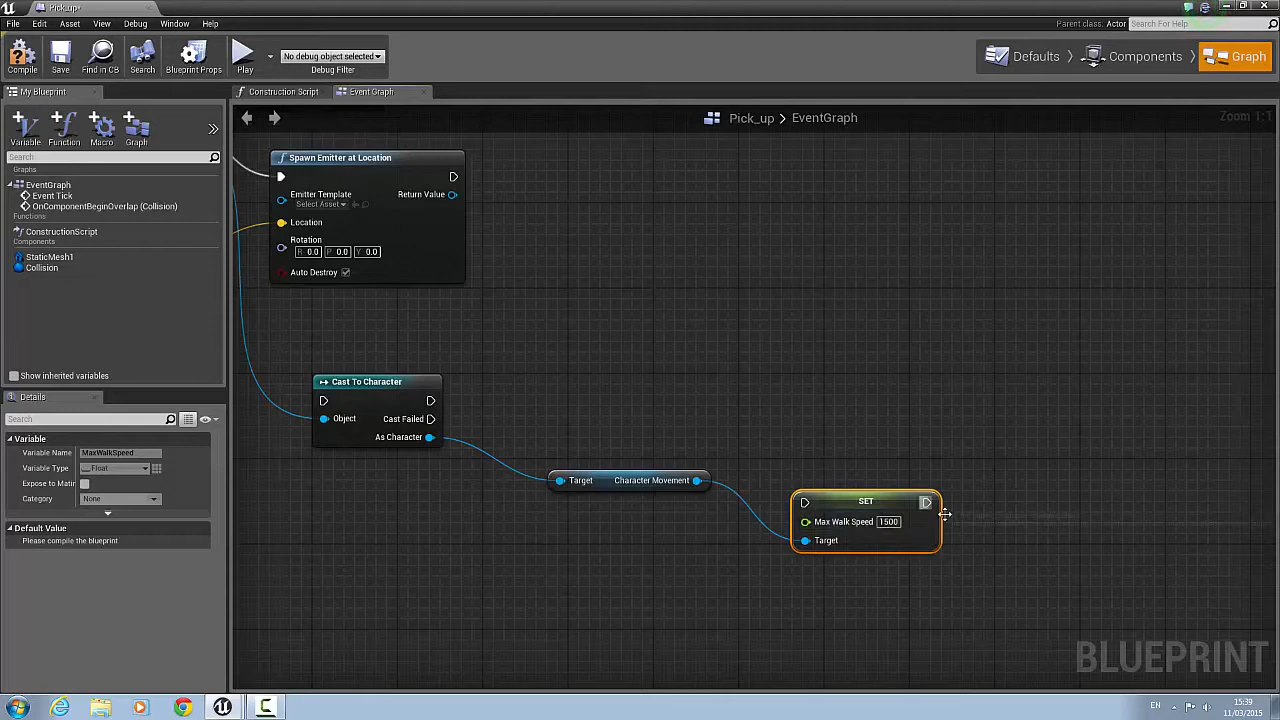 Pick_up*
File Edit Asset View Debug Window Help
Parent class: Actor Search For Help
Compile Save Find in CB Search Blueprint Props Play
No debug object selected
Debug Filter
Defaults Components Graph
My Blueprint
Construction Script Event Graph
Variable Function Macro Graph
Pick_up > EventGraph
Zoom 1:1
Search
Graphs
EventGraph
Event Tick
OnComponentBeginOverlap (Collision)
Functions
ConstructionScript
Components
StaticMesh1
Collision
Show inherited variables
Details
Search
Variable
Variable Name MaxWalkSpeed
Variable Type Float
Expose to Matir
Category None
Default Value
Please compile the blueprint
f Spawn Emitter at Location
Emitter Template Return Value
Select Asset
Location
Rotation
R 0.0 P 0.0 Y 0.0
Auto Destroy
Cast To Character
Object Cast Failed
As Character
Target Character Movement
SET
Max Walk Speed 1500
Target
BLUEPRINT
EN 15:39
11/03/2015